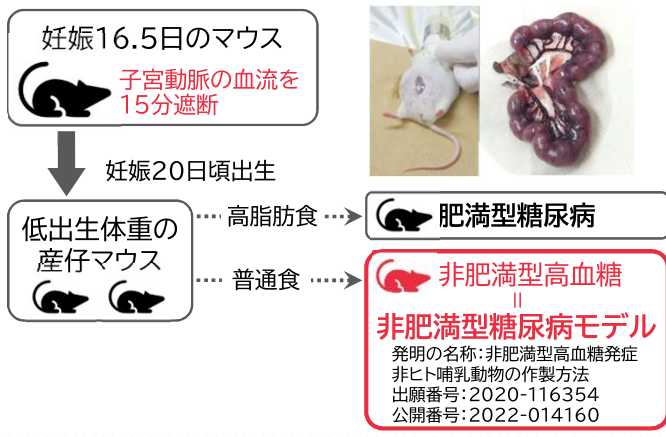 妊娠16.5日のマウス
子宮動脈の血流を
15分遮断
妊娠20日頃出生
低出生体重の
産仔マウス
高脂肪食
肥満型糖尿病
普通食
非肥満型高血糖
=
非肥満型糖尿病モデル
発明の名称:非肥満型高血糖発症
非ヒト哺乳動物の作製方法
出願番号:2020-116354
公開番号:2022-014160